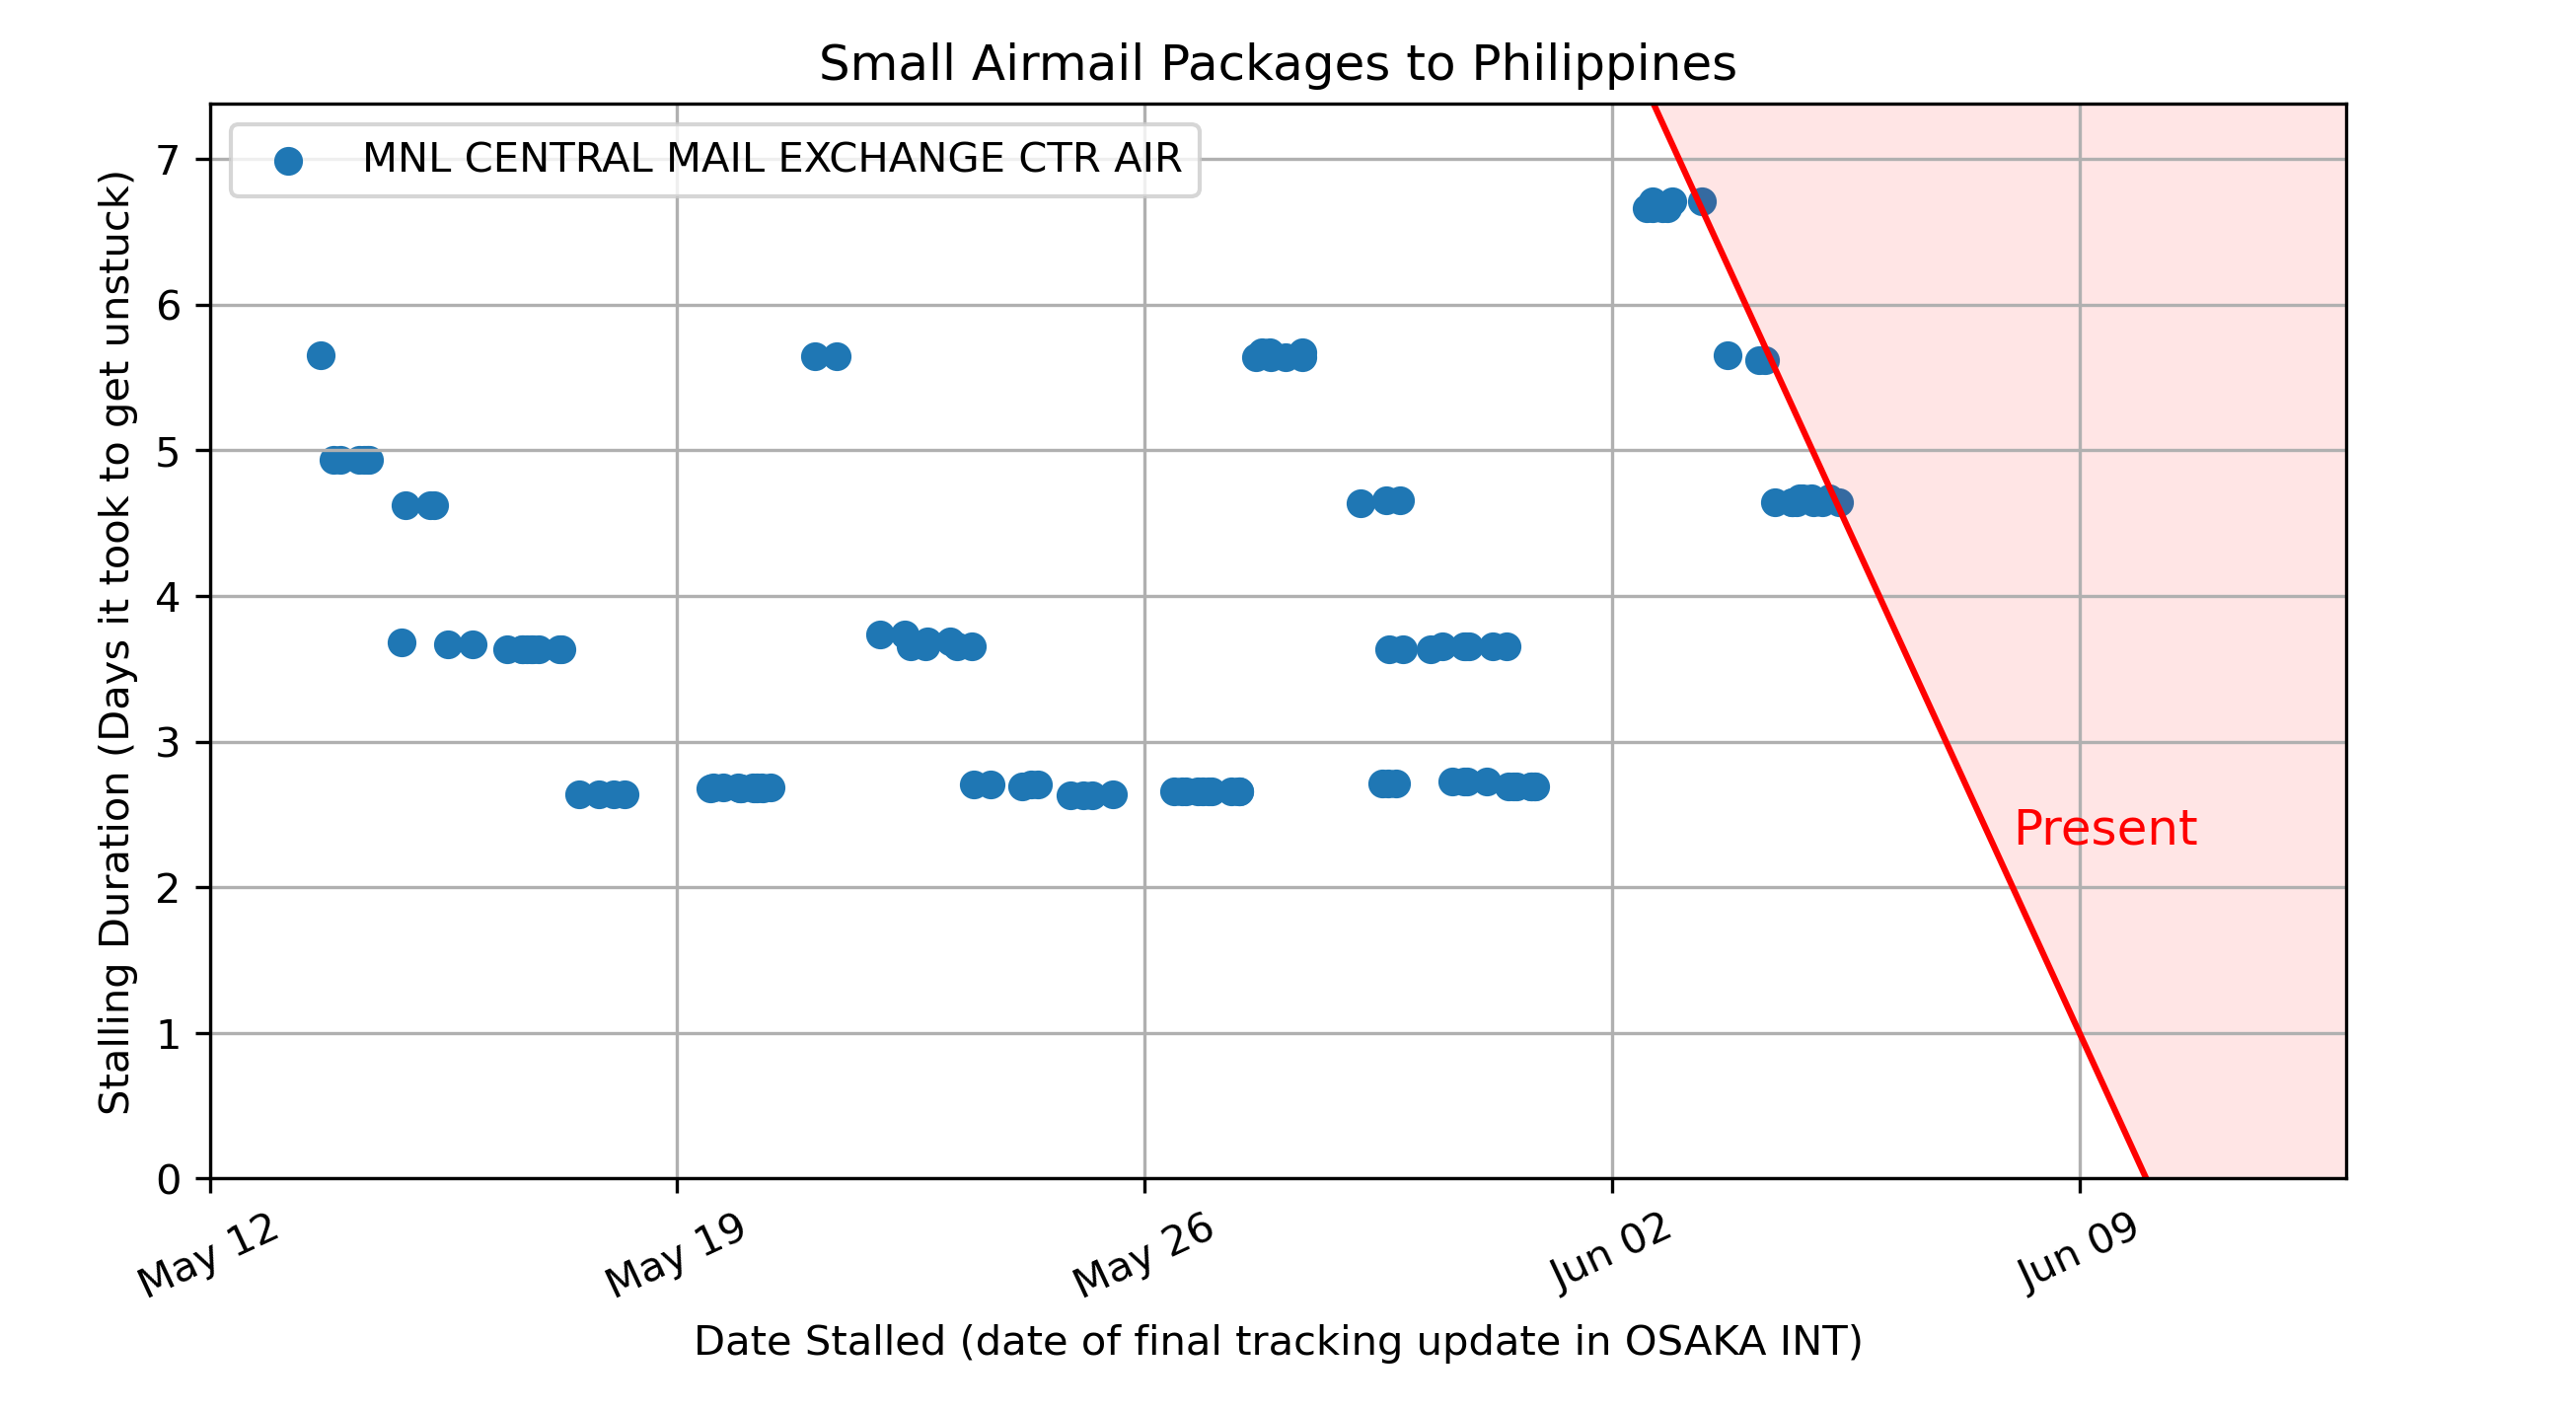 Small Airmail Packages to Philippines
MNL CENTRAL MAIL EXCHANGE CTR AIR
Stalling Duration (Days it took to get unstuck)
7
6
5
4
3
2
1
0
Present
May 12
May 19
May 26
Jun 02
Jun 09
Date Stalled (date of final tracking update in OSAKA INT)